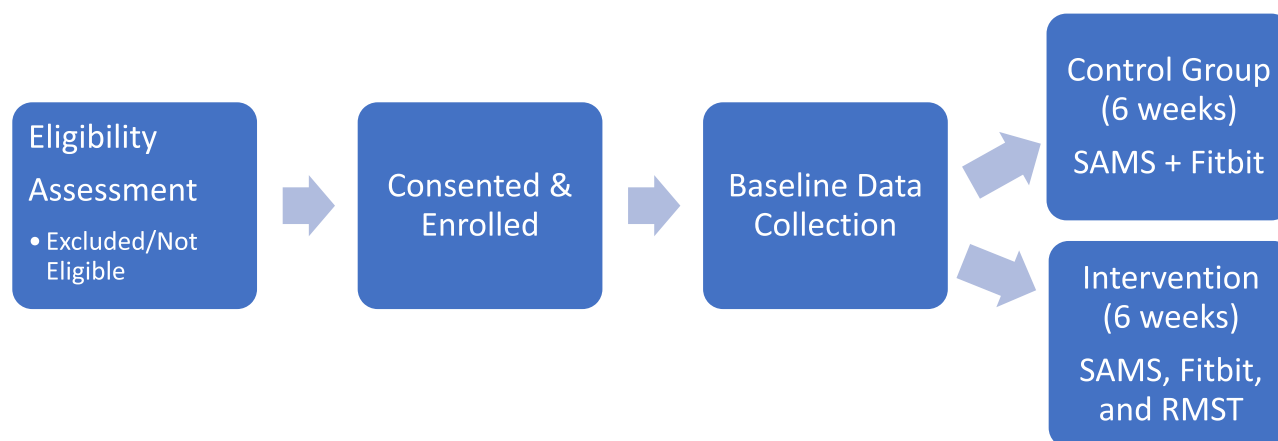 Eligibility
Assessment
• Excluded/Not
Eligible
Consented &
Enrolled
Baseline Data
Collection
Control Group
(6 weeks)
SAMS + Fitbit
Intervention
(6 weeks)
SAMS, Fitbit,
and RMST